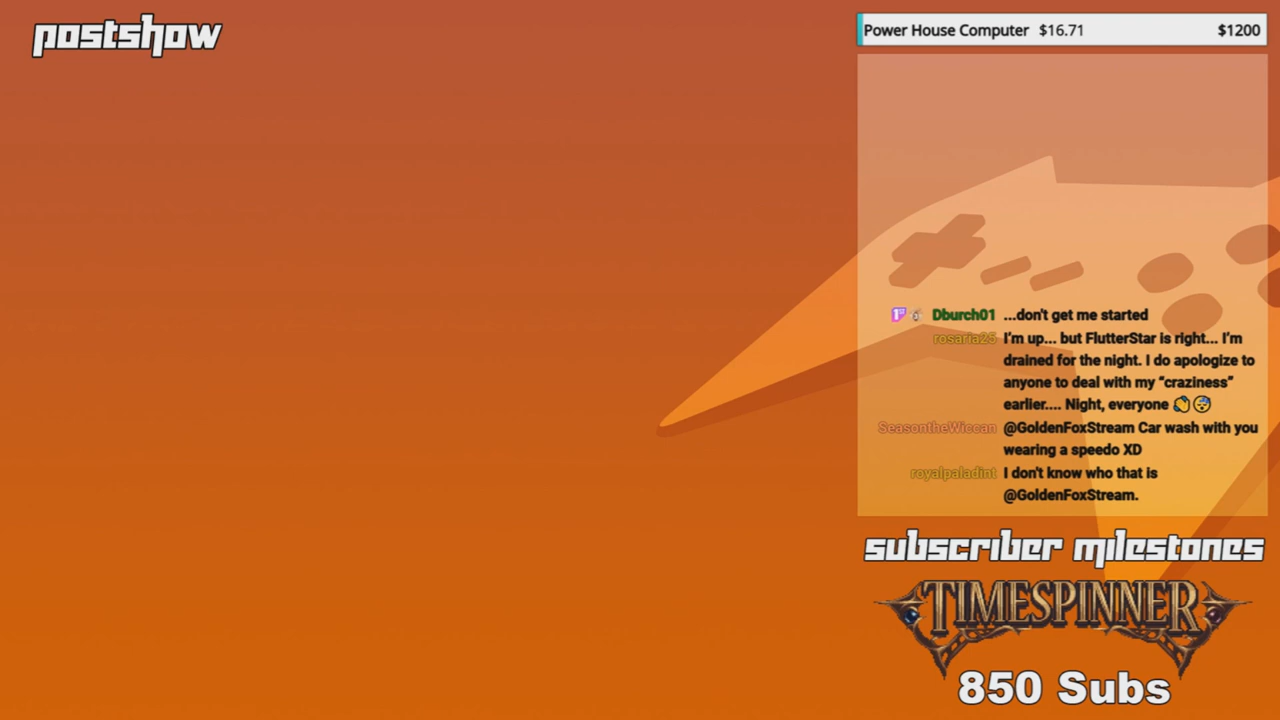 postshow
Power House Computer $16.71 $1200
Dburch01 ...don't get me started
rosaria25 I'm up... but FlutterStar is right... I'm
drained for the night. I do apologize to
anyone to deal with my “craziness”
earlier.... Night, everyone 👏😴
SeasontheWiccan @GoldenFoxStream Car wash with you
wearing a speedo XD
royalpaladint I don't know who that is
@GoldenFoxStream.
subscriber milestones
TIMESPINNER
850 Subs